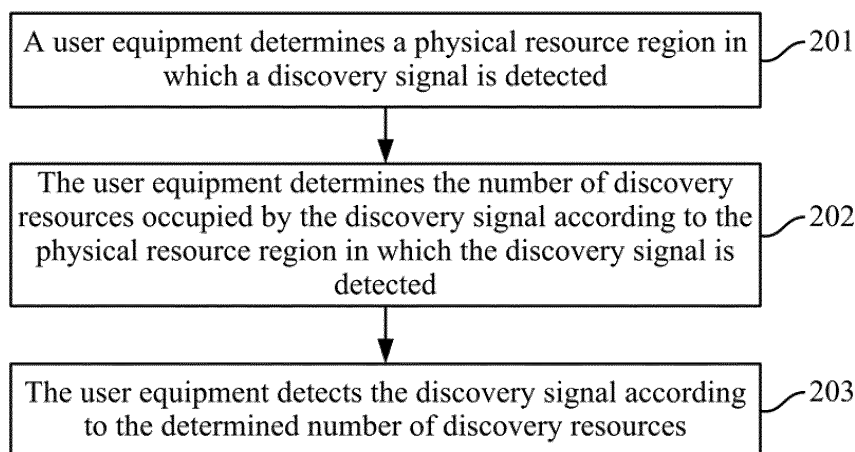 A user equipment determines a physical resource region in
which a discovery signal is detected
201
The user equipment determines the number of discovery
resources occupied by the discovery signal according to the
physical resource region in which the discovery signal is
detected
202
The user equipment detects the discovery signal according
to the determined number of discovery resources
203